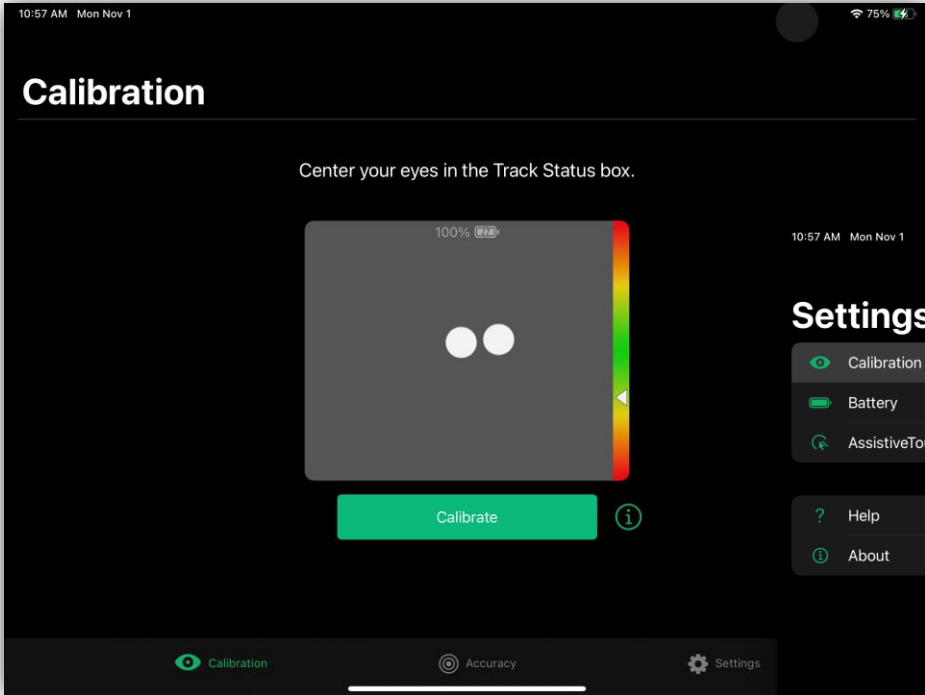 10:57 AM Mon Nov 1
75%
Calibration
Center your eyes in the Track Status box.
100%
Calibrate
Calibration
Accuracy
Settings
10:57 AM Mon Nov 1
Settings
Calibration
Battery
AssistiveTou
? Help
About